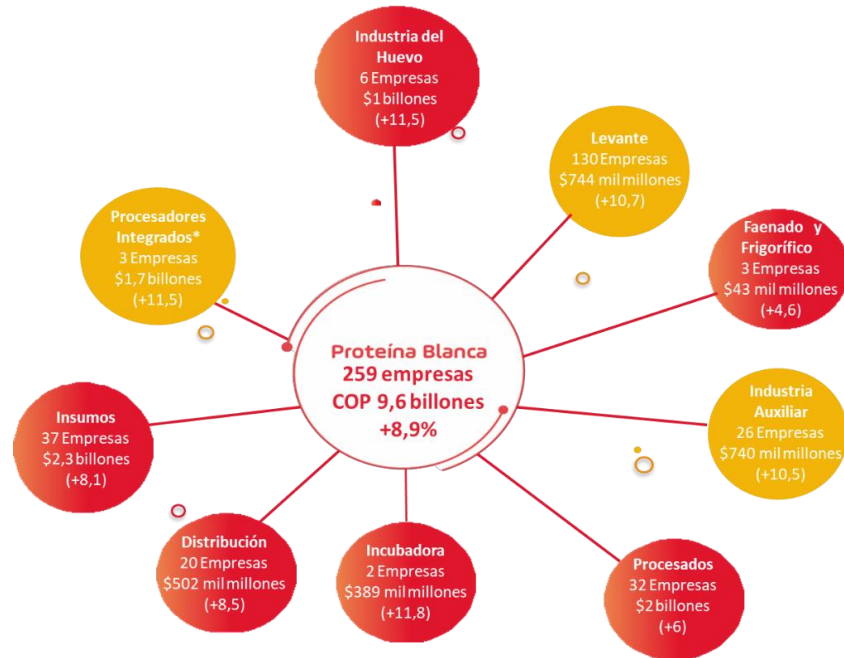 Industria del
Huevo
6 Empresas
$1 billones
(+11,5)
Levante
130 Empresas
$744 mil millones
(+10,7)
Procesadores
Integrados*
3 Empresas
$1,7 billones
(+11,5)
Faenado y
Frigorífico
3 Empresas
$43 mil millones
(+4,6)
Proteína Blanca
259 empresas
COP 9,6 billones
+8,9%
Insumos
37 Empresas
$2,3 billones
(+8,1)
Industria
Auxiliar
26 Empresas
$740 mil millones
(+10,5)
Distribución
20 Empresas
$502 mil millones
(+8,5)
Incubadora
2 Empresas
$389 mil millones
(+11,8)
Procesados
32 Empresas
$2 billones
(+6)